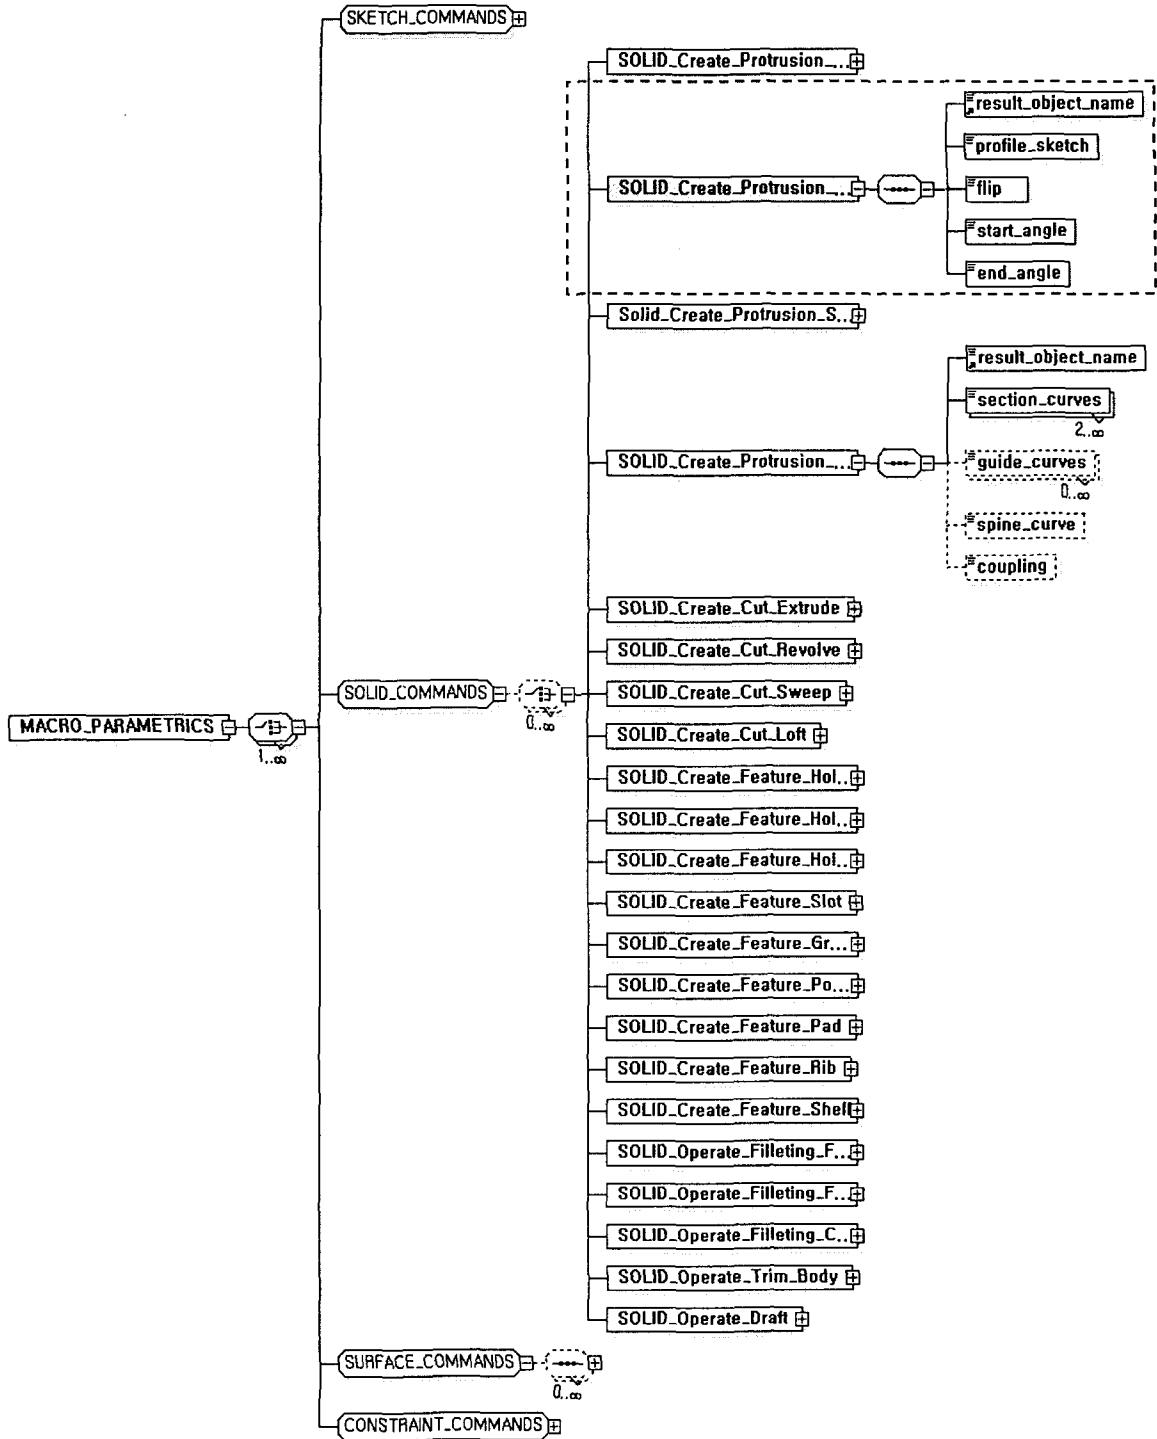 SKETCH_COMMANDS
SOLID_Create_Protrusion_...
result_object_name
profile_sketch
SOLID_Create_Protrusion_...
flip
start_angle
end_angle
Solid_Create_Protrusion_S...
result_object_name
section_curves
2..∞
SOLID_Create_Protrusion_...
guide_curves
0..∞
spine_curve
coupling
SOLID_Create_Cut_Extrude
SOLID_Create_Cut_Revolve
SOLID_COMMANDS
0..∞
SOLID_Create_Cut_Sweep
MACRO_PARAMETRICS
1..∞
SOLID_Create_Cut_Loft
SOLID_Create_Feature_Hol...
SOLID_Create_Feature_Hol...
SOLID_Create_Feature_Hol...
SOLID_Create_Feature_Slot
SOLID_Create_Feature_Gr...
SOLID_Create_Feature_Po...
SOLID_Create_Feature_Pad
SOLID_Create_Feature_Rib
SOLID_Create_Feature_Shell
SOLID_Operate_Filleting_F...
SOLID_Operate_Filleting_F...
SOLID_Operate_Filleting_C...
SOLID_Operate_Trim_Body
SOLID_Operate_Draft
SURFACE_COMMANDS
0..∞
CONSTRAINT_COMMANDS